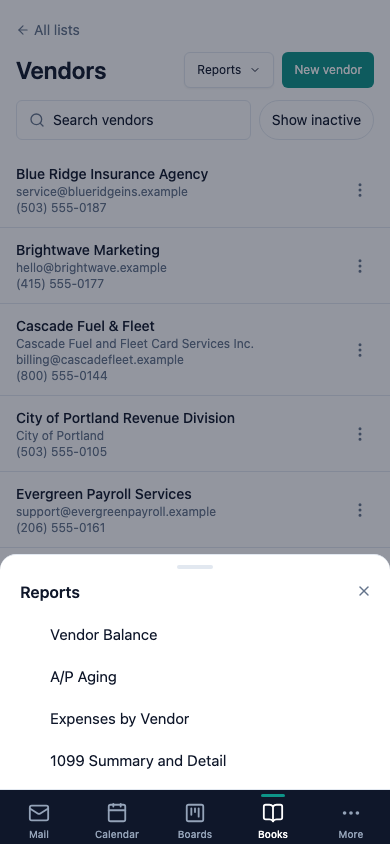 All lists
Vendors
Reports
New vendor
Search vendors
Show inactive
Blue Ridge Insurance Agency
service@blueridgeins.example
(503) 555-0187
Brightwave Marketing
hello@brightwave.example
(415) 555-0177
Cascade Fuel & Fleet
Cascade Fuel and Fleet Card Services Inc.
billing@cascadefleet.example
(800) 555-0144
City of Portland Revenue Division
City of Portland
(503) 555-0105
Evergreen Payroll Services
support@evergreenpayroll.example
(206) 555-0161
Reports
Vendor Balance
A/P Aging
Expenses by Vendor
1099 Summary and Detail
Mail
Calendar
Boards
Books
More